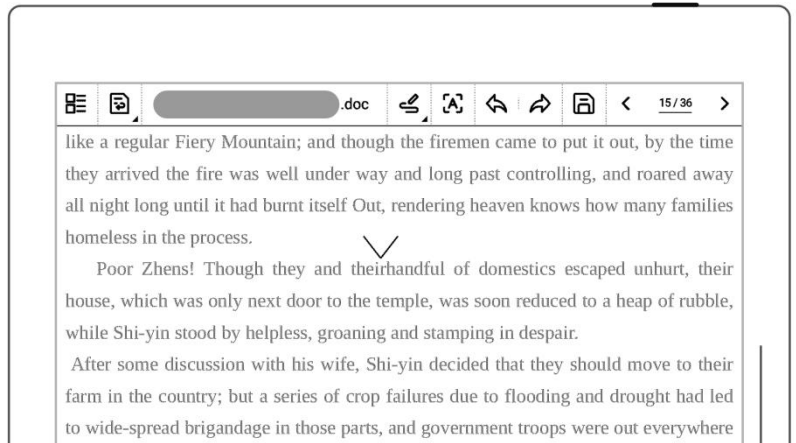 .doc
15 / 36
like a regular Fiery Mountain; and though the firemen came to put it out, by the time
they arrived the fire was well under way and long past controlling, and roared away
all night long until it had burnt itself Out, rendering heaven knows how many families
homeless in the process.
Poor Zhens! Though they and theirhandful of domestics escaped unhurt, their
house, which was only next door to the temple, was soon reduced to a heap of rubble,
while Shi-yin stood by helpless, groaning and stamping in despair.
After some discussion with his wife, Shi-yin decided that they should move to their
farm in the country; but a series of crop failures due to flooding and drought had led
to wide-spread brigandage in those parts, and government troops were out everywhere